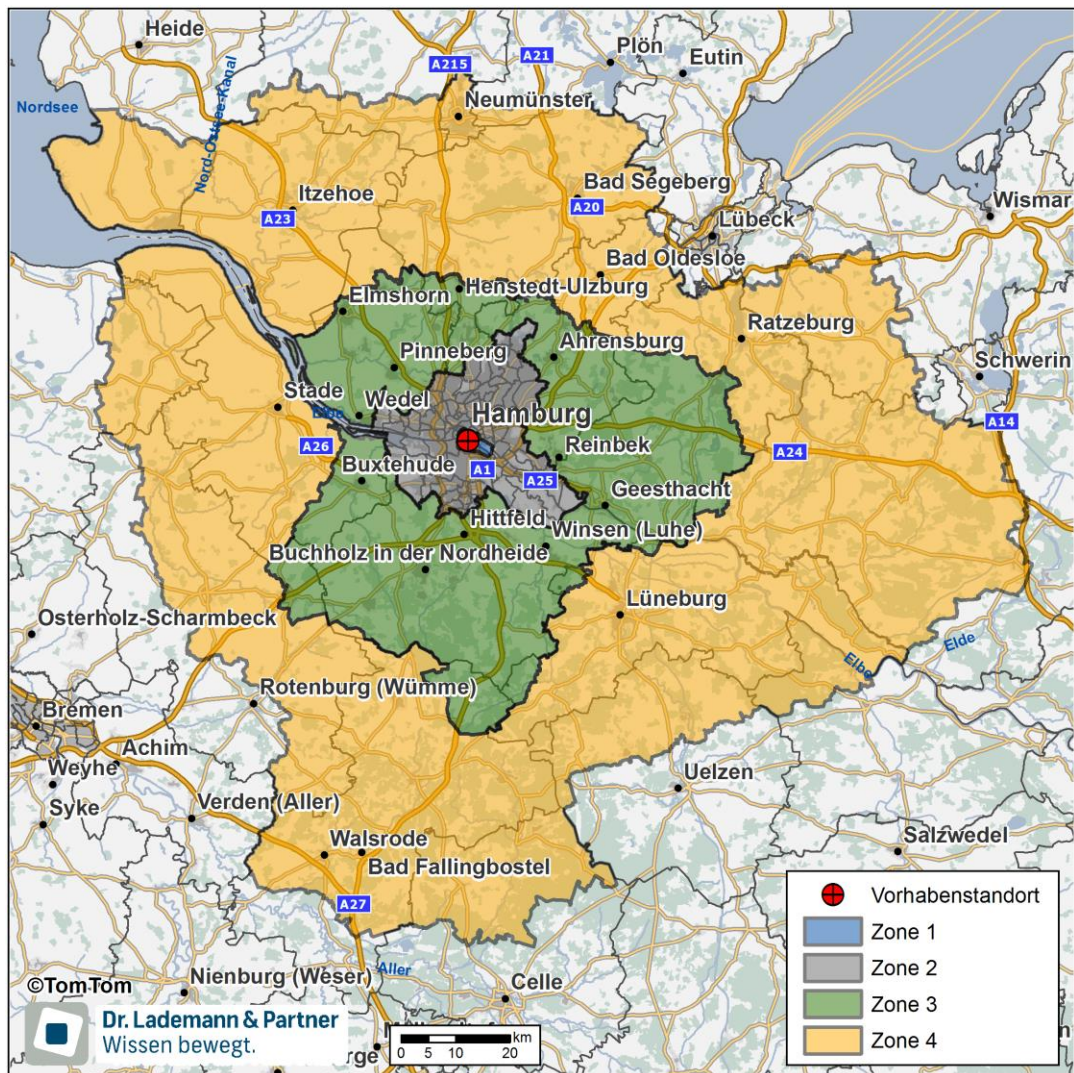 Heide
Plön
A21
A215
Eutin
Nordsee
Nord-Ostsee-Kanal
Neumünster
Itzehoe
A23
Bad Segeberg
A20
Lübeck
Wismar
Bad Oldesloe
Elmshorn
Henstedt-Ulzburg
Ratzeburg
Pinneberg
Ahrensburg
Schwerin
Stade
Wedel
Hamburg
A14
A26
Reinbek
A24
Buxtehude
A1
A25
Geesthacht
Hittfeld
Winsen (Luhe)
Buchholz in der Nordheide
Lüneburg
Osterholz-Scharmbeck
Elde
Elbe
Rotenburg (Wümme)
Bremen
Achim
Weyhe
Uelzen
Syke
Verden (Aller)
Salzwedel
Walsrode
Bad Fallingbostel
A27
Vorhabenstandort
Zone 1
Zone 2
Zone 3
Zone 4
Aller
Nienburg (Weser)
Celle
©TomTom
Dr. Lademann & Partner
Wissen bewegt.
km
0 5 10 20